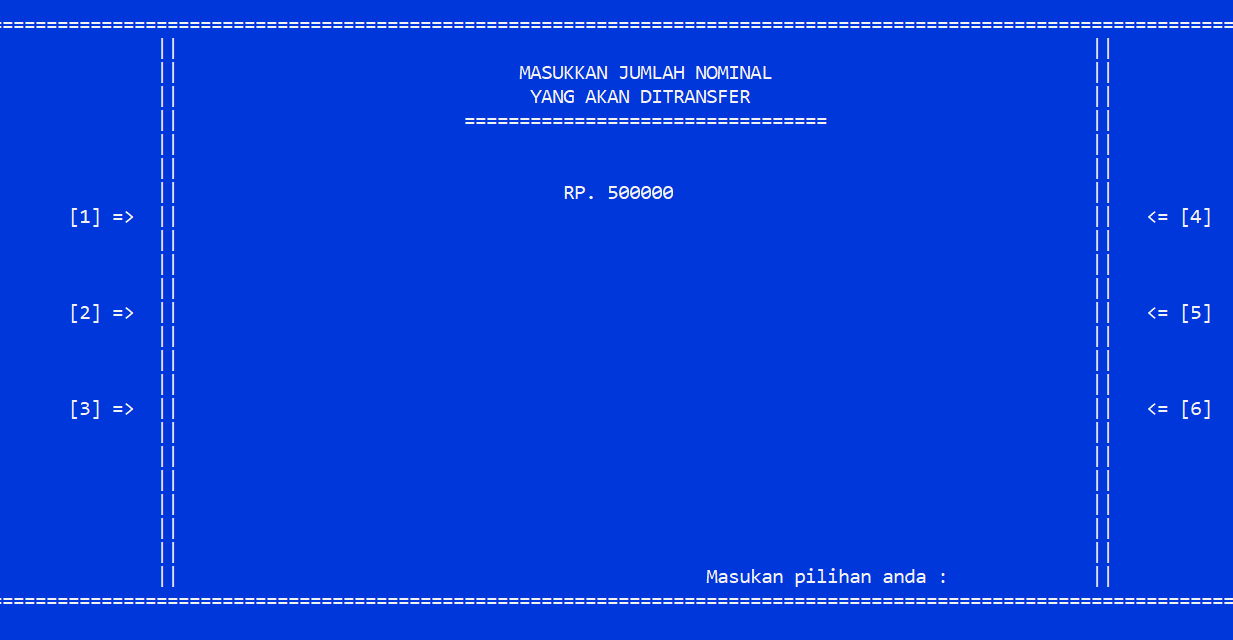 MASUKKAN JUMLAH NOMINAL
YANG AKAN DITRANSFER
=================================
RP. 500000
[1] => <= [4]
[2] => <= [5]
[3] => <= [6]
Masukan pilihan anda :